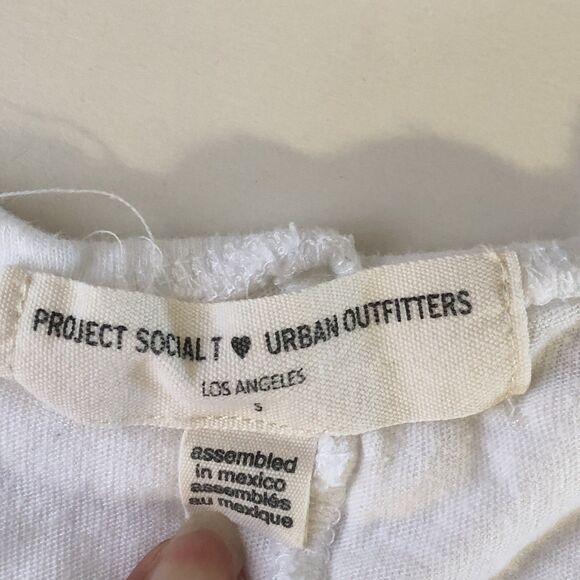 PROJECT SOCIAL T ♥ URBAN OUTFITTERS
LOS ANGELES
S
assembled
in mexico
assemblés
au mexique